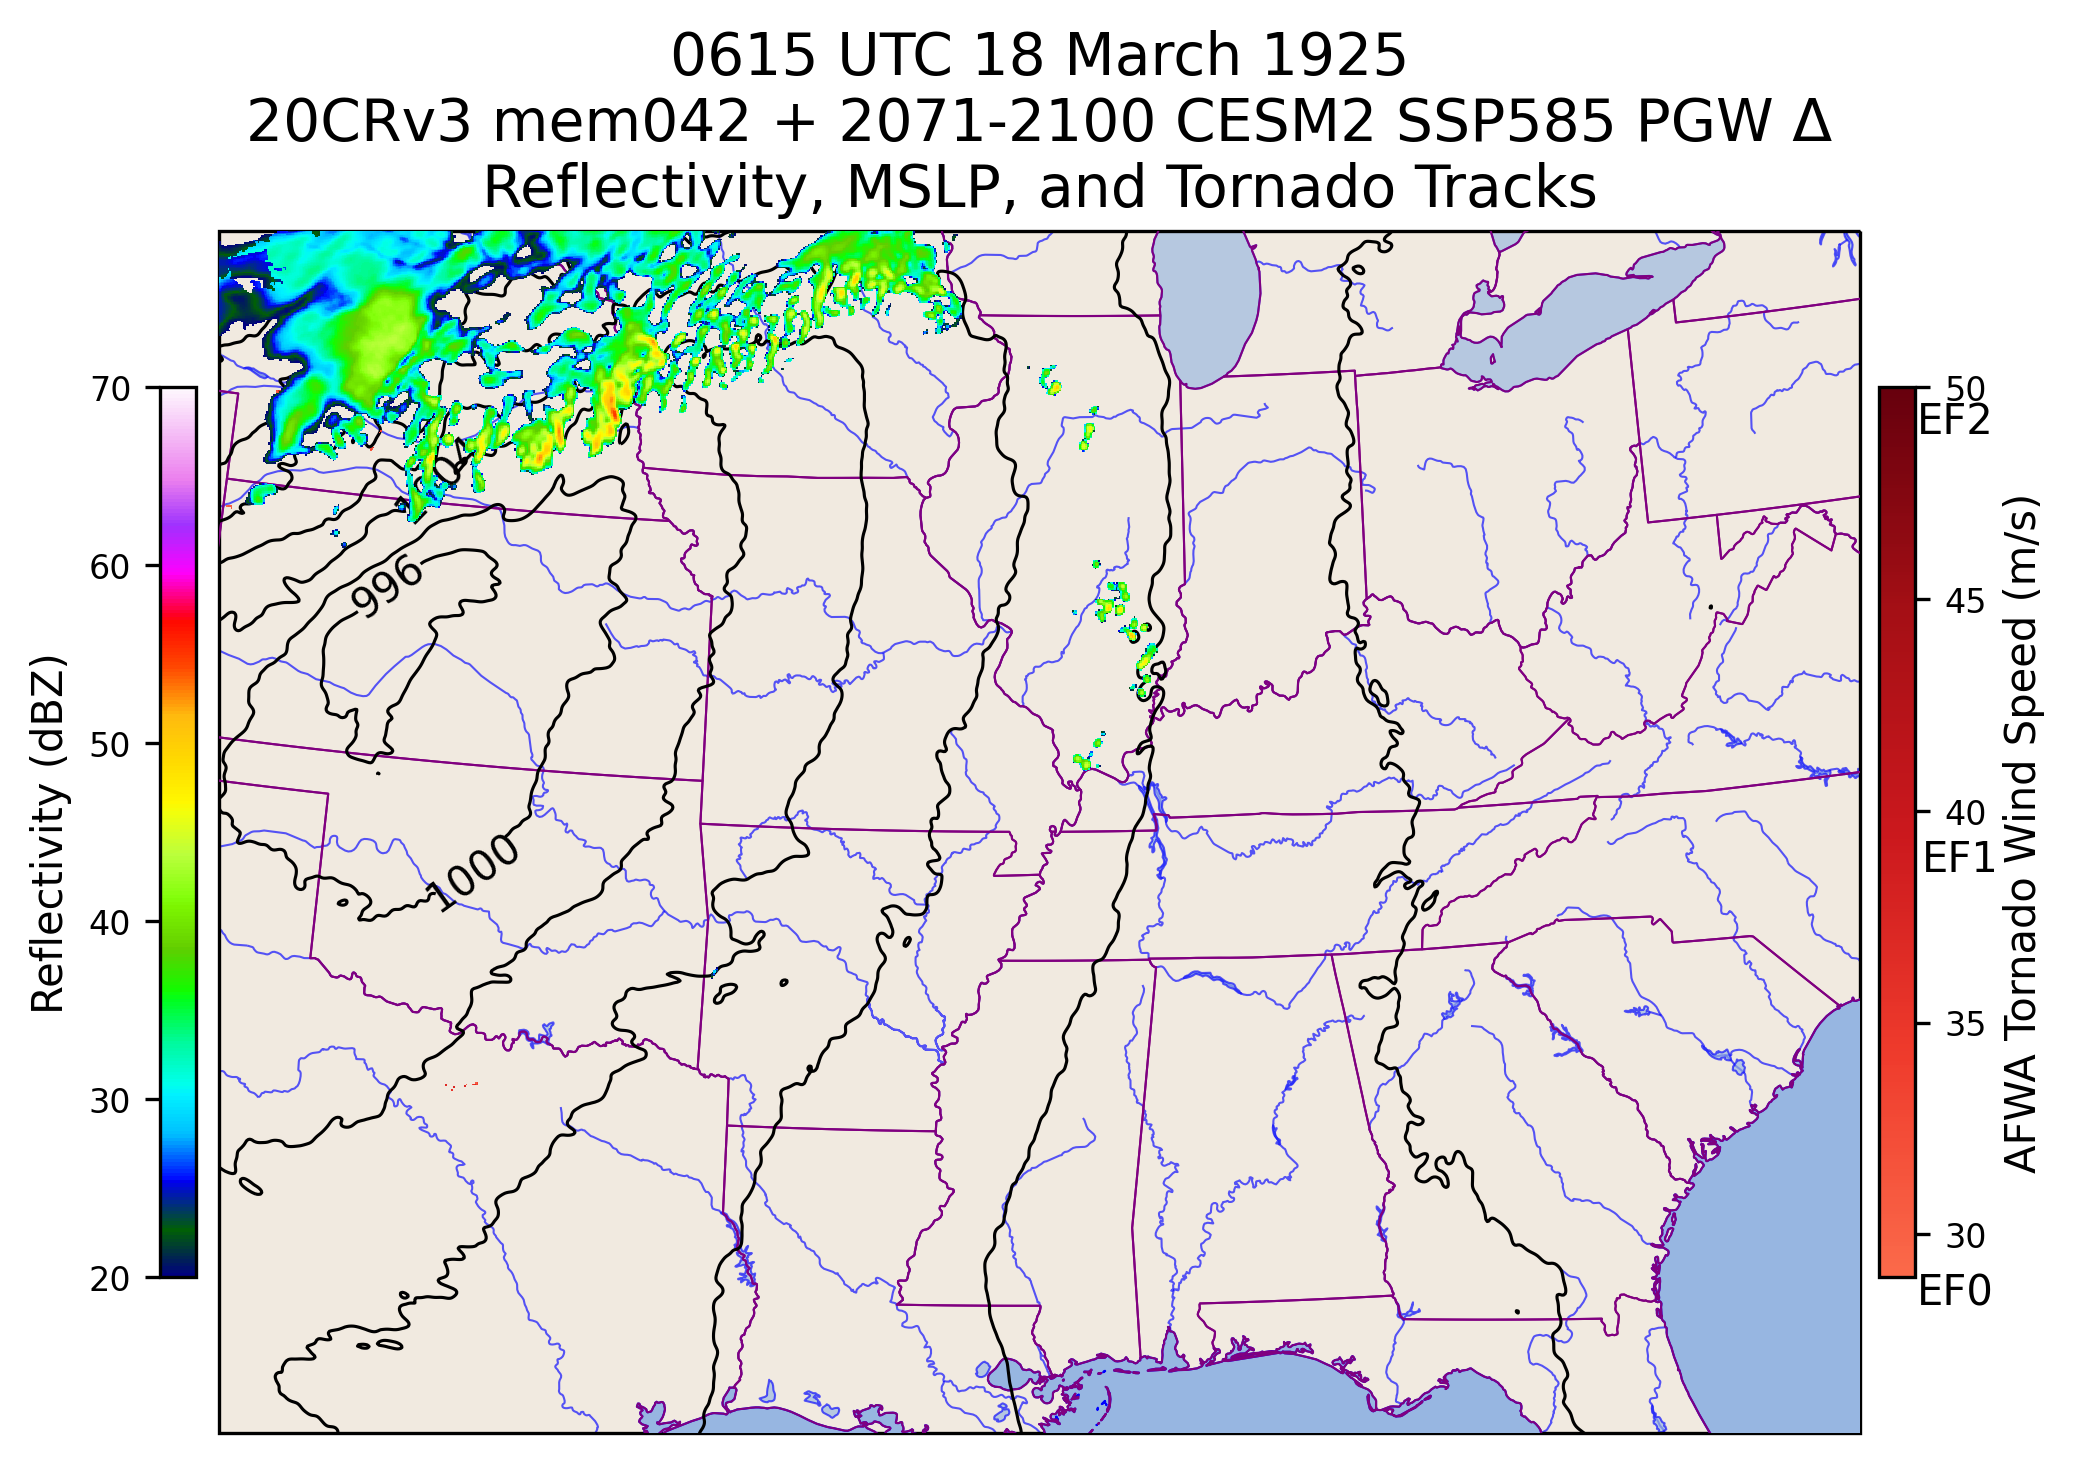 0615 UTC 18 March 1925
20CRv3 mem042 + 2071-2100 CESM2 SSP585 PGW Δ
Reflectivity, MSLP, and Tornado Tracks
70
60
50
40
30
20
Reflectivity (dBZ)
996
1000
50
EF2
45
40
EF1
35
30
EF0
AFWA Tornado Wind Speed (m/s)